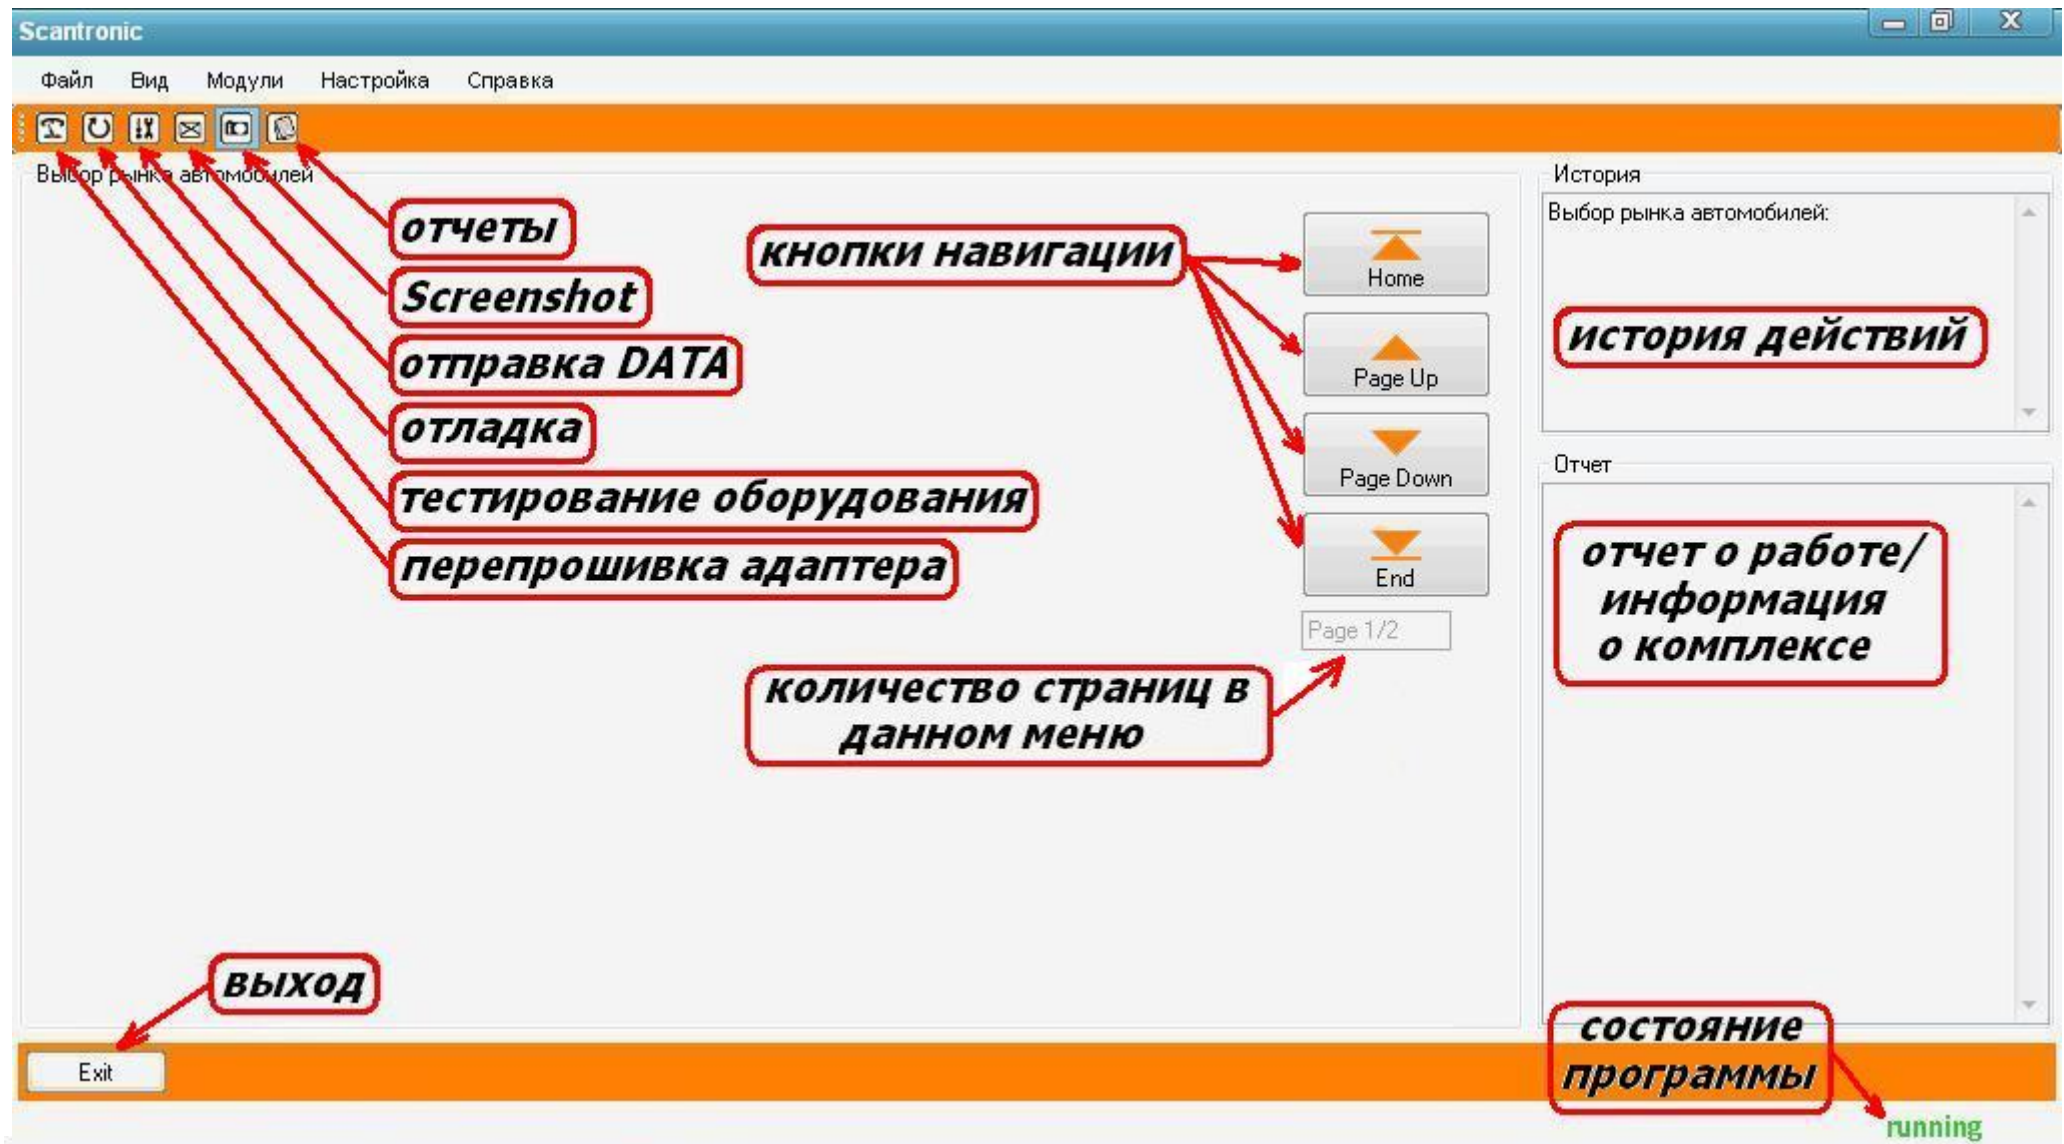 Scantronic
Файл Вид Модули Настройка Справка
Выбор рынка автомобилей
отчеты
Screenshot
отправка DATA
отладка
тестирование оборудования
перепрошивка адаптера
кнопки навигации
Home
Page Up
Page Down
End
Page 1/2
количество страниц в
данном меню
История
Выбор рынка автомобилей:
история действий
Отчет
отчет о работе/
информация
о комплексе
выход
Exit
состояние
программы
running